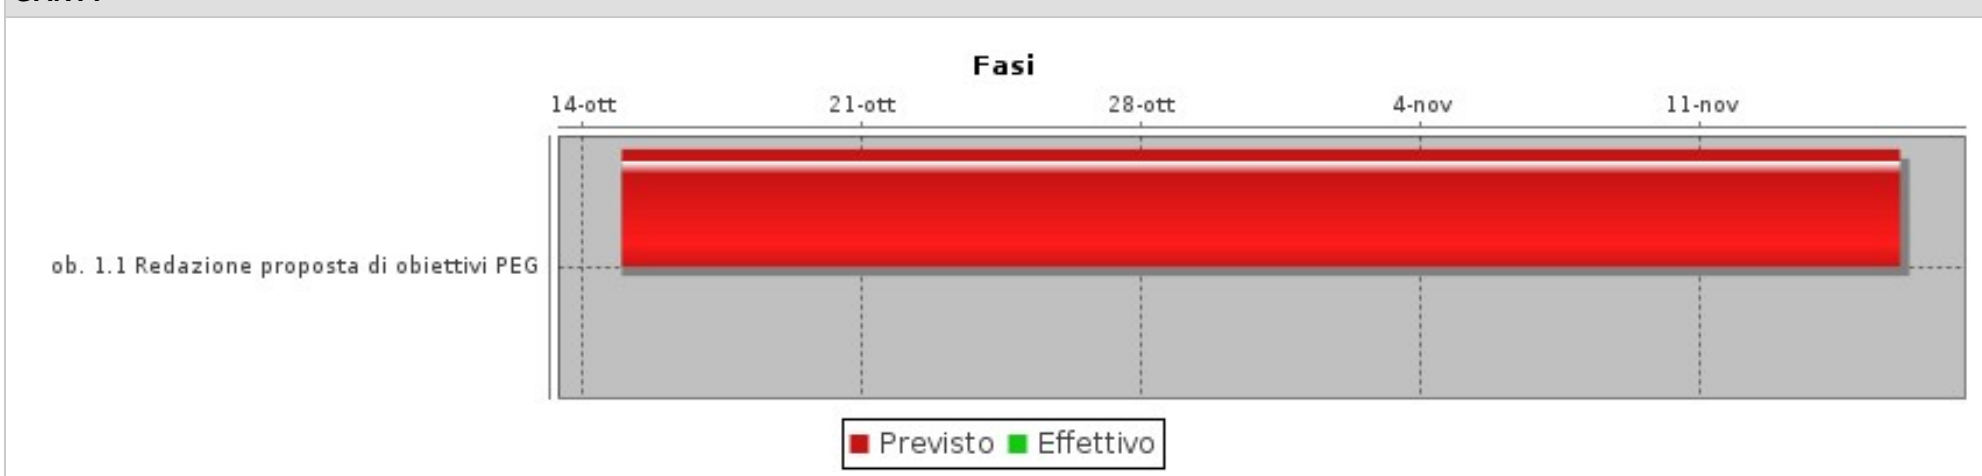 Fasi
14-ott 21-ott 28-ott 4-nov 11-nov
ob. 1.1 Redazione proposta di obiettivi PEG
Previsto Effettivo